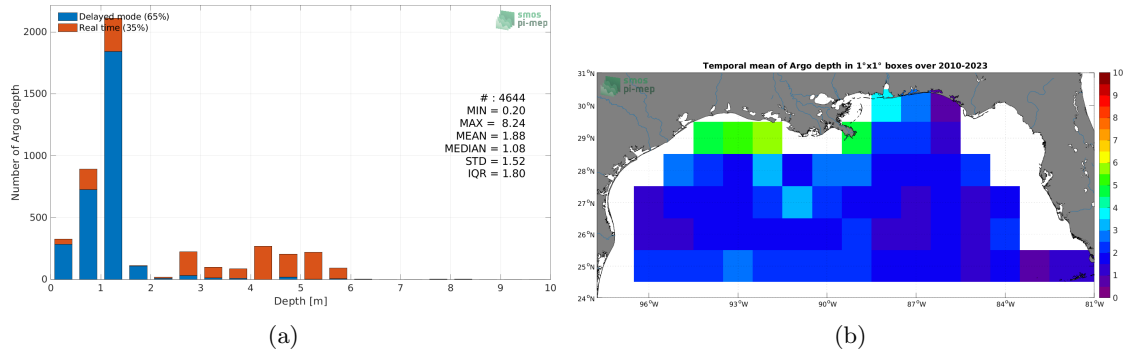 Delayed mode (65%)
Real time (35%)
smos
pi-mep
2000
1500
1000
500
0
Number of Argo depth
# : 4644
MIN = 0.20
MAX = 8.24
MEAN = 1.88
MEDIAN = 1.08
STD = 1.52
IQR = 1.80
0 1 2 3 4 5 6 7 8 9 10
Depth [m]
(a)
Temporal mean of Argo depth in 1°x1° boxes over 2010-2023
smos
pi-mep
31°N
30°N
29°N
28°N
27°N
26°N
25°N
24°N
96°W 93°W 90°W 87°W 84°W 81°W
10
9
8
7
6
5
4
3
2
1
0
(b)